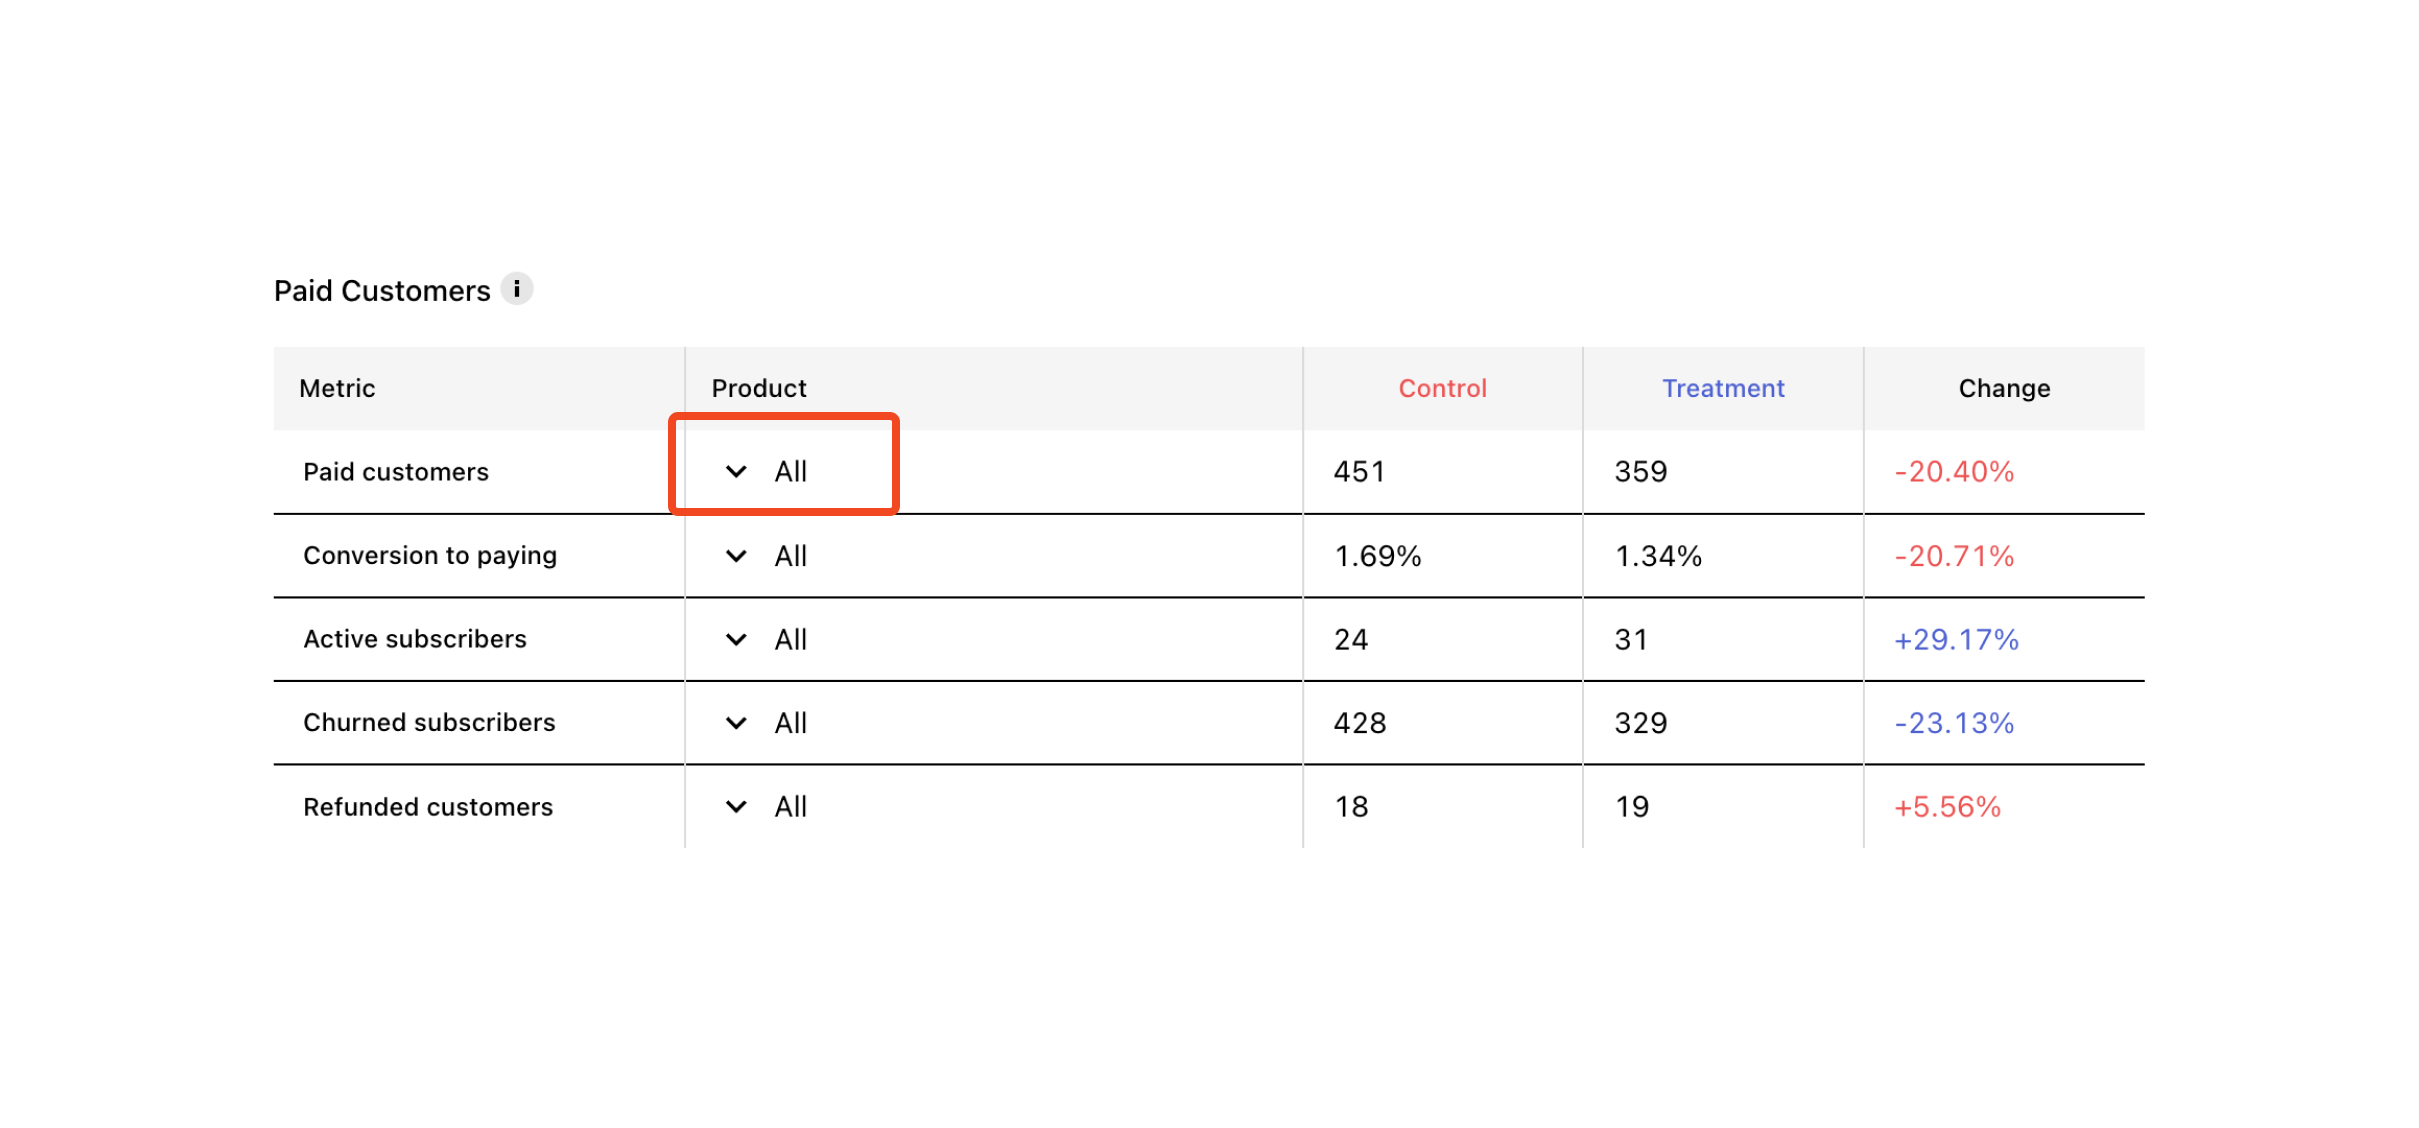 Paid Customers i
Metric Product Control Treatment Change
Paid customers All 451 359 -20.40%
Conversion to paying All 1.69% 1.34% -20.71%
Active subscribers All 24 31 +29.17%
Churned subscribers All 428 329 -23.13%
Refunded customers All 18 19 +5.56%